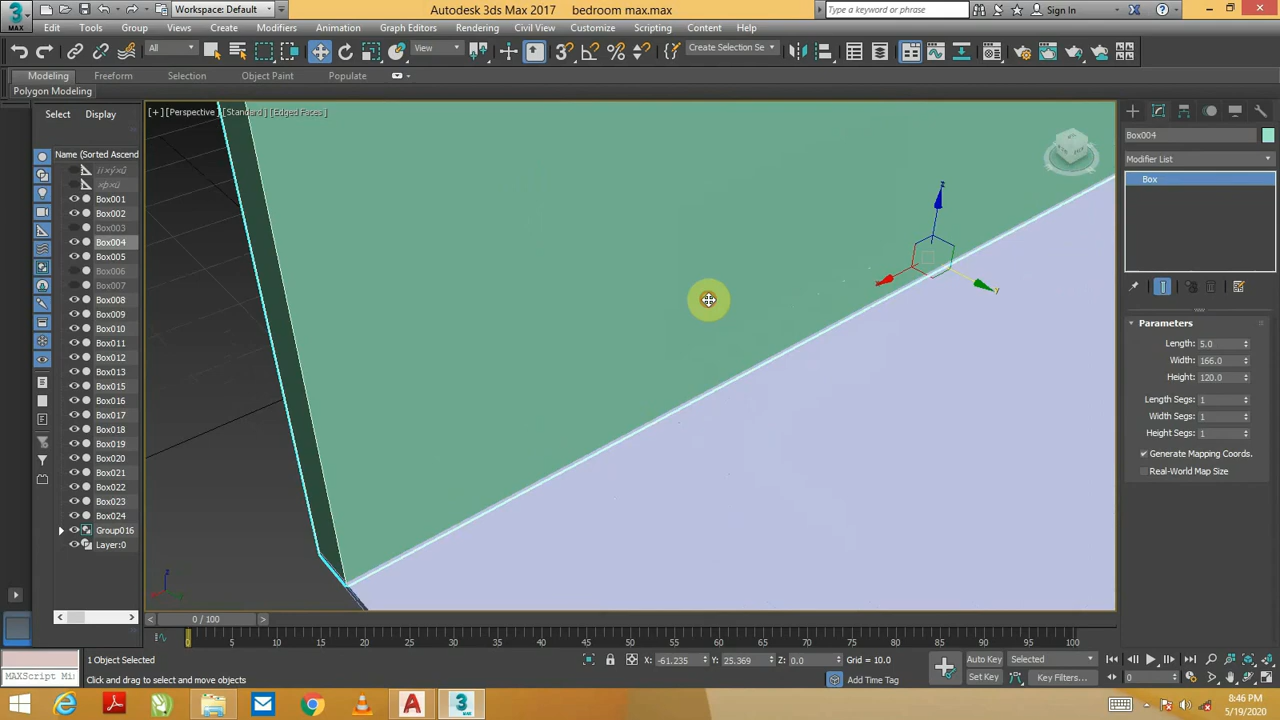 Autodesk 3ds Max 2017 bedroom max.max
Workspace: Default
Type a keyword or phrase
Sign In
MAX
Edit Tools Group Views Create Modifiers Animation Graph Editors Rendering Civil View Customize Scripting Content Help
All View Create Selection Se
Modeling Freeform Selection Object Paint Populate
Polygon Modeling
Select Display
[+] [Perspective] [Standard] [Edged Faces]
Name (Sorted Ascend
Box001
Box002
Box003
Box004
Box005
Box006
Box007
Box008
Box009
Box010
Box011
Box012
Box013
Box015
Box016
Box017
Box018
Box019
Box020
Box021
Box022
Box023
Box024
Group016
Layer:0
z
x
y
Box004
Modifier List
Box
Parameters
Length: 5.0
Width: 166.0
Height: 120.0
Length Segs: 1
Width Segs: 1
Height Segs: 1
Generate Mapping Coords.
Real-World Map Size
z
0 / 100
0 5 10 15 20 25 30 35 40 45 50 55 60 65 70 75 80 85 90 95 100
1 Object Selected
X: -61.235 Y: 25.369 Z: 0.0 Grid = 10.0
Auto Key Selected
MAXScript Mi
Click and drag to select and move objects
Add Time Tag
Set Key Key Filters... 0
8:46 PM
5/19/2020